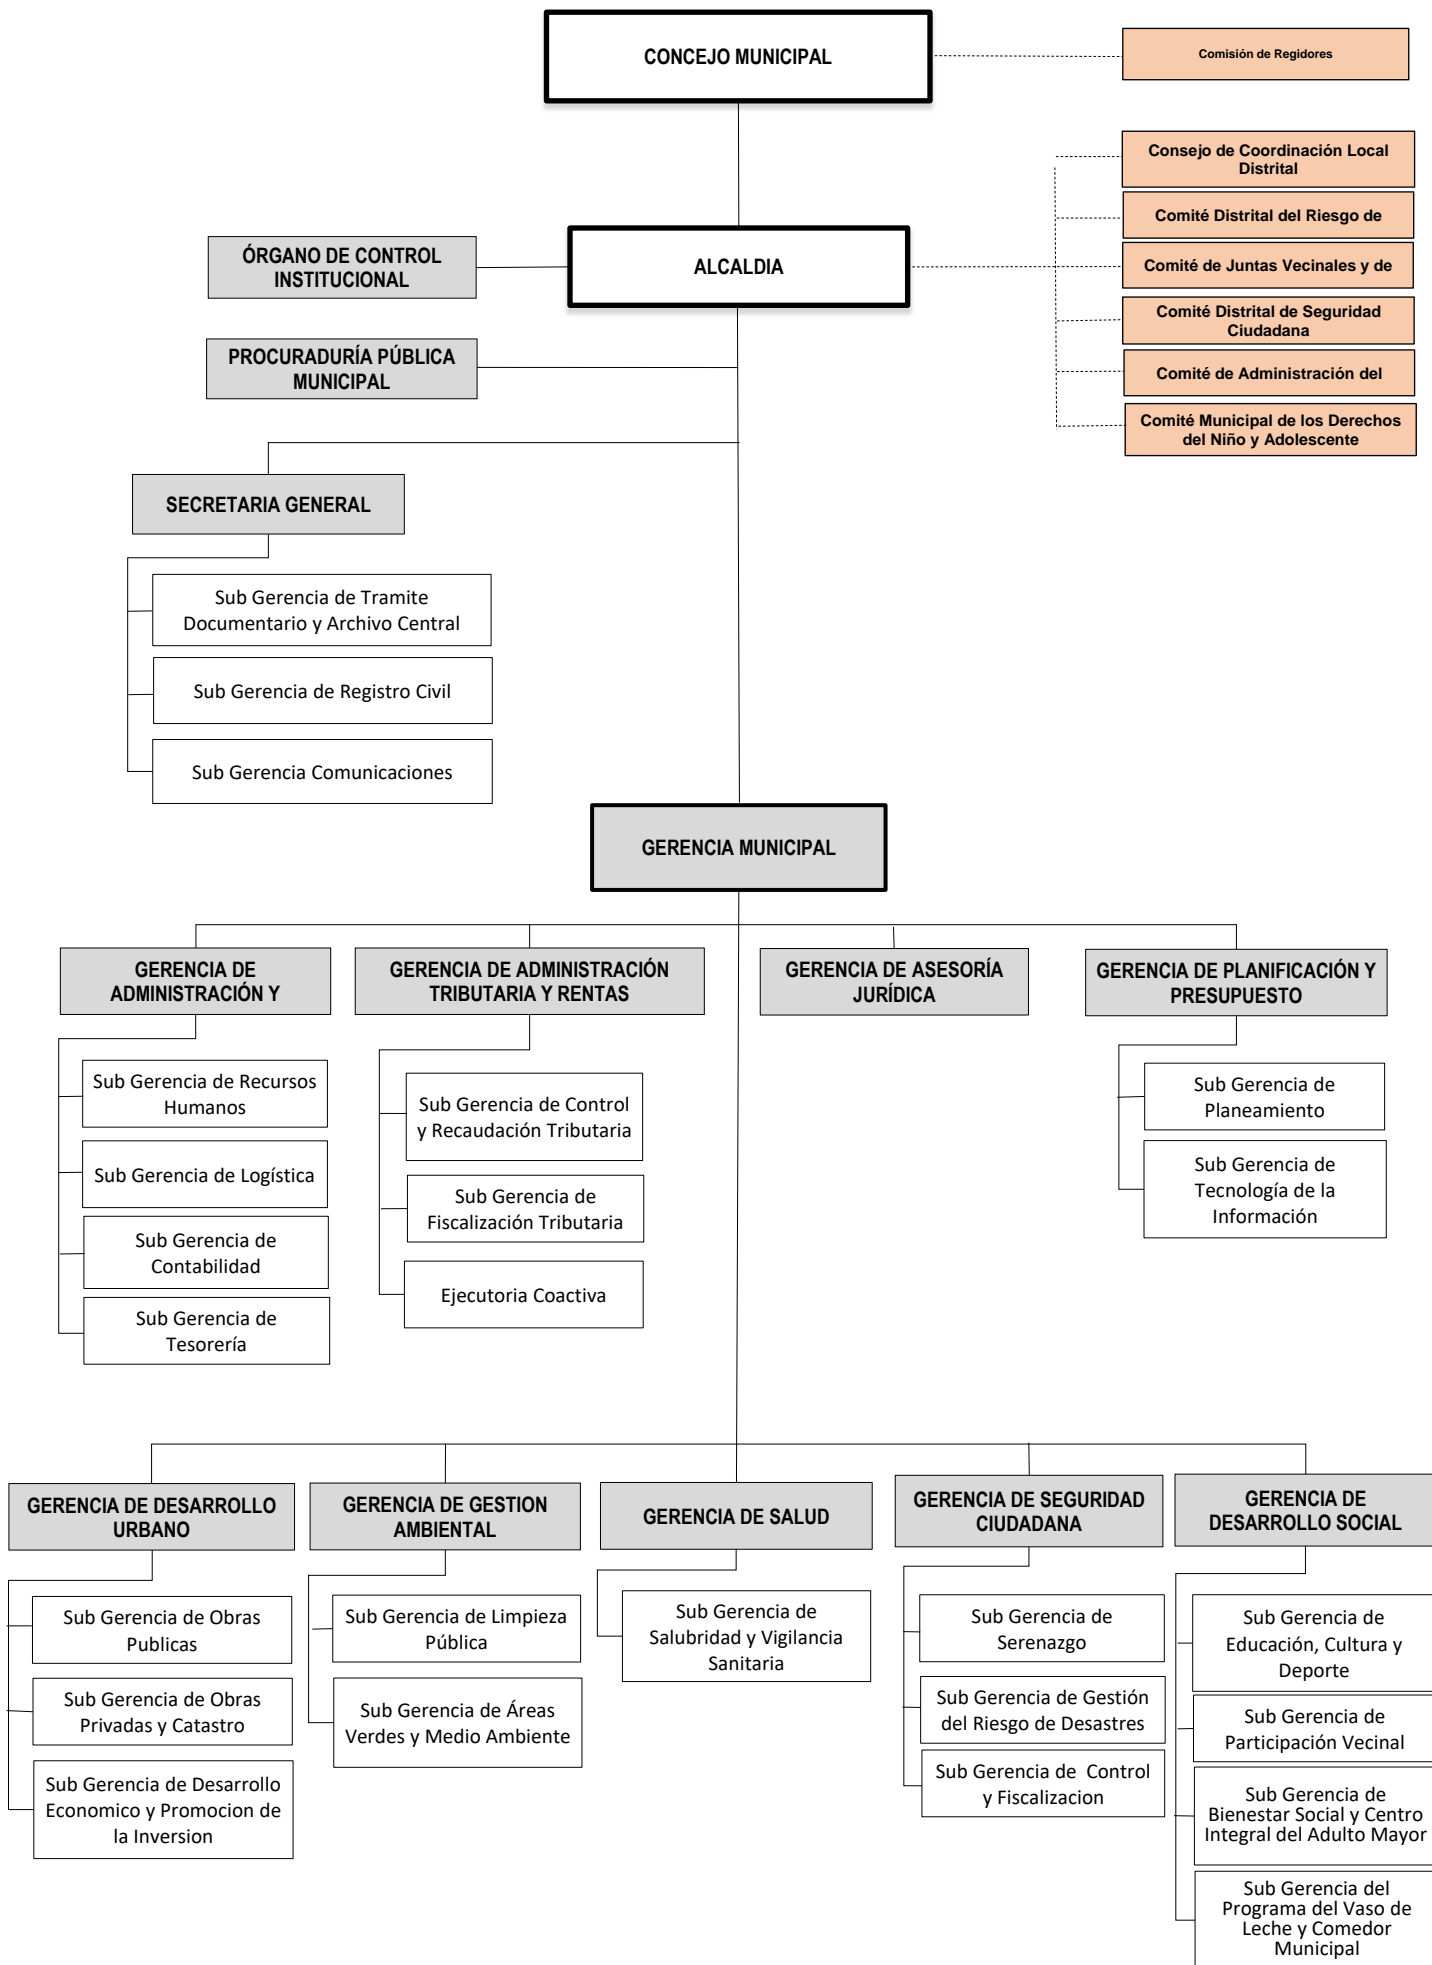 CONCEJO MUNICIPAL
Comisión de Regidores
Consejo de Coordinación Local
Distrital
Comité Distrital del Riesgo de
Comité de Juntas Vecinales y de
Comité Distrital de Seguridad
Ciudadana
Comité de Administración del
Comité Municipal de los Derechos
del Niño y Adolescente
ÓRGANO DE CONTROL
INSTITUCIONAL
ALCALDIA
PROCURADURÍA PÚBLICA
MUNICIPAL
SECRETARIA GENERAL
Sub Gerencia de Tramite
Documentario y Archivo Central
Sub Gerencia de Registro Civil
Sub Gerencia Comunicaciones
GERENCIA MUNICIPAL
GERENCIA DE
ADMINISTRACIÓN Y
Sub Gerencia de Recursos
Humanos
Sub Gerencia de Logística
Sub Gerencia de
Contabilidad
Sub Gerencia de
Tesorería
GERENCIA DE ADMINISTRACIÓN
TRIBUTARIA Y RENTAS
Sub Gerencia de Control
y Recaudación Tributaria
Sub Gerencia de
Fiscalización Tributaria
Ejecutoria Coactiva
GERENCIA DE ASESORÍA
JURÍDICA
GERENCIA DE PLANIFICACIÓN Y
PRESUPUESTO
Sub Gerencia de
Planeamiento
Sub Gerencia de
Tecnología de la
Información
GERENCIA DE DESARROLLO
URBANO
Sub Gerencia de Obras
Publicas
Sub Gerencia de Obras
Privadas y Catastro
Sub Gerencia de Desarrollo
Economico y Promocion de
la Inversion
GERENCIA DE GESTION
AMBIENTAL
Sub Gerencia de Limpieza
Pública
Sub Gerencia de Áreas
Verdes y Medio Ambiente
GERENCIA DE SALUD
Sub Gerencia de
Salubridad y Vigilancia
Sanitaria
GERENCIA DE SEGURIDAD
CIUDADANA
Sub Gerencia de
Serenazgo
Sub Gerencia de Gestión
del Riesgo de Desastres
Sub Gerencia de Control
y Fiscalizacion
GERENCIA DE
DESARROLLO SOCIAL
Sub Gerencia de
Educación, Cultura y
Deporte
Sub Gerencia de
Participación Vecinal
Sub Gerencia de
Bienestar Social y Centro
Integral del Adulto Mayor
Sub Gerencia del
Programa del Vaso de
Leche y Comedor
Municipal